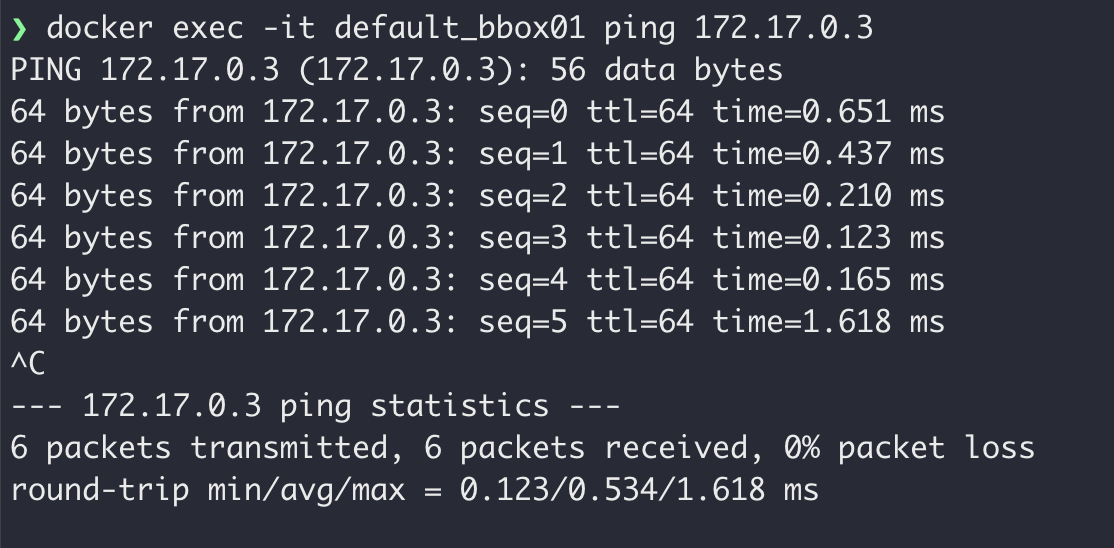 ❯ docker exec -it default_bbox01 ping 172.17.0.3
PING 172.17.0.3 (172.17.0.3): 56 data bytes
64 bytes from 172.17.0.3: seq=0 ttl=64 time=0.651 ms
64 bytes from 172.17.0.3: seq=1 ttl=64 time=0.437 ms
64 bytes from 172.17.0.3: seq=2 ttl=64 time=0.210 ms
64 bytes from 172.17.0.3: seq=3 ttl=64 time=0.123 ms
64 bytes from 172.17.0.3: seq=4 ttl=64 time=0.165 ms
64 bytes from 172.17.0.3: seq=5 ttl=64 time=1.618 ms
^C
--- 172.17.0.3 ping statistics ---
6 packets transmitted, 6 packets received, 0% packet loss
round-trip min/avg/max = 0.123/0.534/1.618 ms